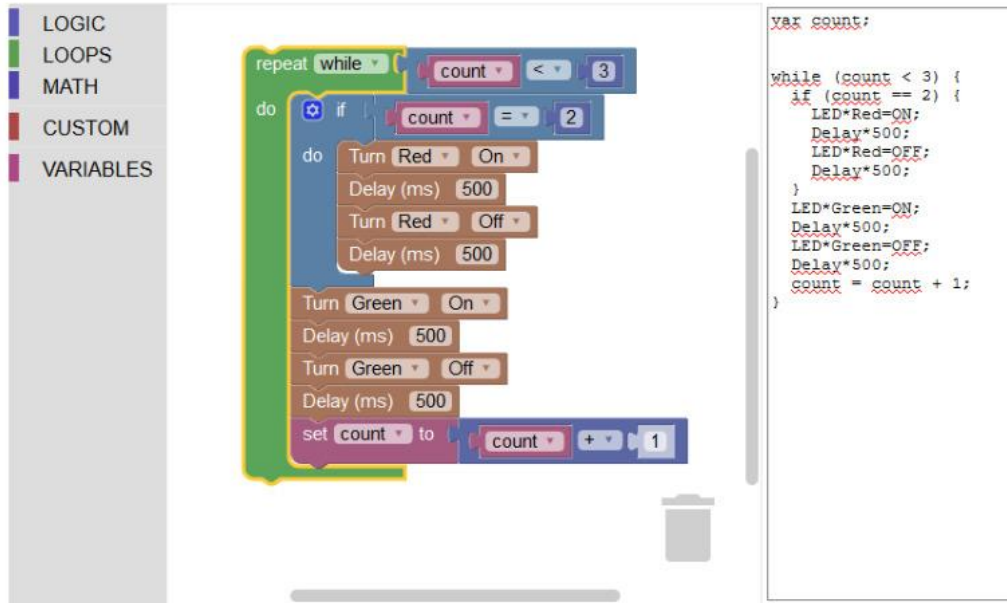 LOGIC
LOOPS
MATH
CUSTOM
VARIABLES
repeat while count < 3
do if count = 2
do Turn Red On
Delay (ms) 500
Turn Red Off
Delay (ms) 500
Turn Green On
Delay (ms) 500
Turn Green Off
Delay (ms) 500
set count to count + 1
var count;
while (count < 3) {
if (count == 2) {
LED*Red=ON;
Delay*500;
LED*Red=OFF;
Delay*500;
}
LED*Green=ON;
Delay*500;
LED*Green=OFF;
Delay*500;
count = count + 1;
}